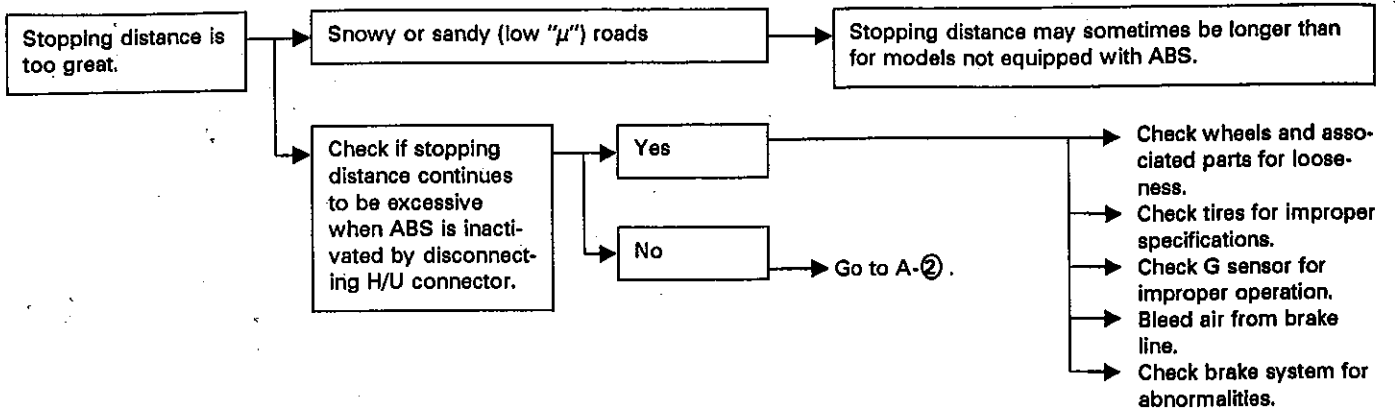 Stopping distance is
too great.
Snowy or sandy (low "μ") roads
Stopping distance may sometimes be longer than
for models not equipped with ABS.
Check if stopping
distance continues
to be excessive
when ABS is inacti-
vated by disconnect-
ing H/U connector.
Yes
No
Go to A-②.
Check wheels and asso-
ciated parts for loose-
ness.
Check tires for improper
specifications.
Check G sensor for
improper operation.
Bleed air from brake
line.
Check brake system for
abnormalities.